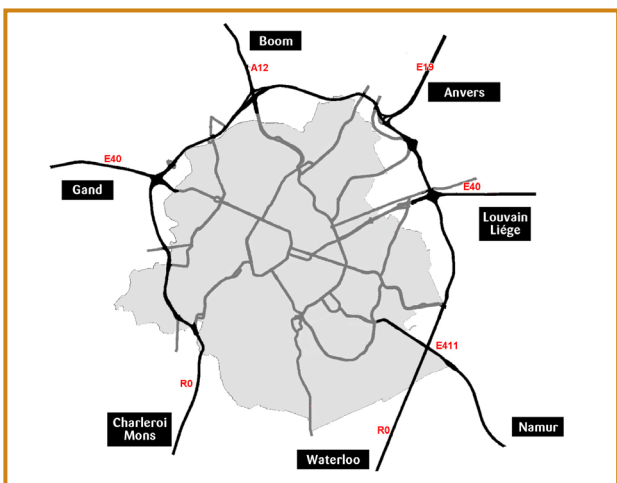 Boom
A12
E19
Anvers
E40
Gand
E40
Louvain
Liége
E411
R0
Charleroi
Mons
R0
Namur
Waterloo